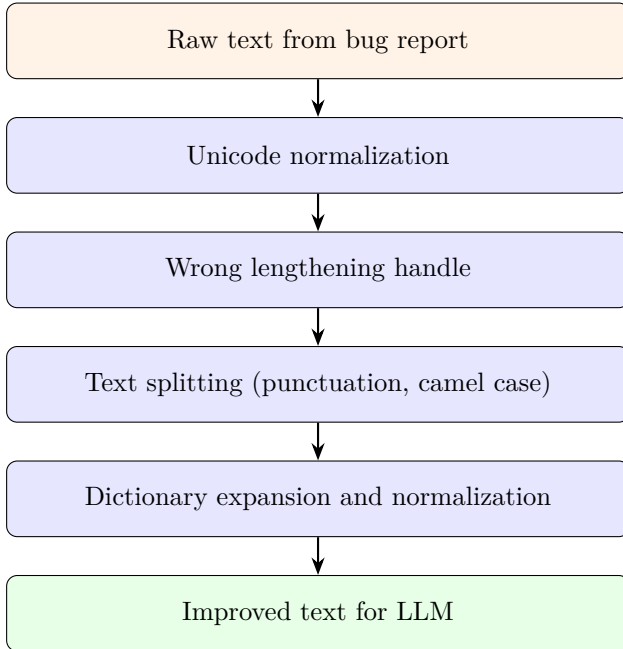 Raw text from bug report
Unicode normalization
Wrong lengthening handle
Text splitting (punctuation, camel case)
Dictionary expansion and normalization
Improved text for LLM